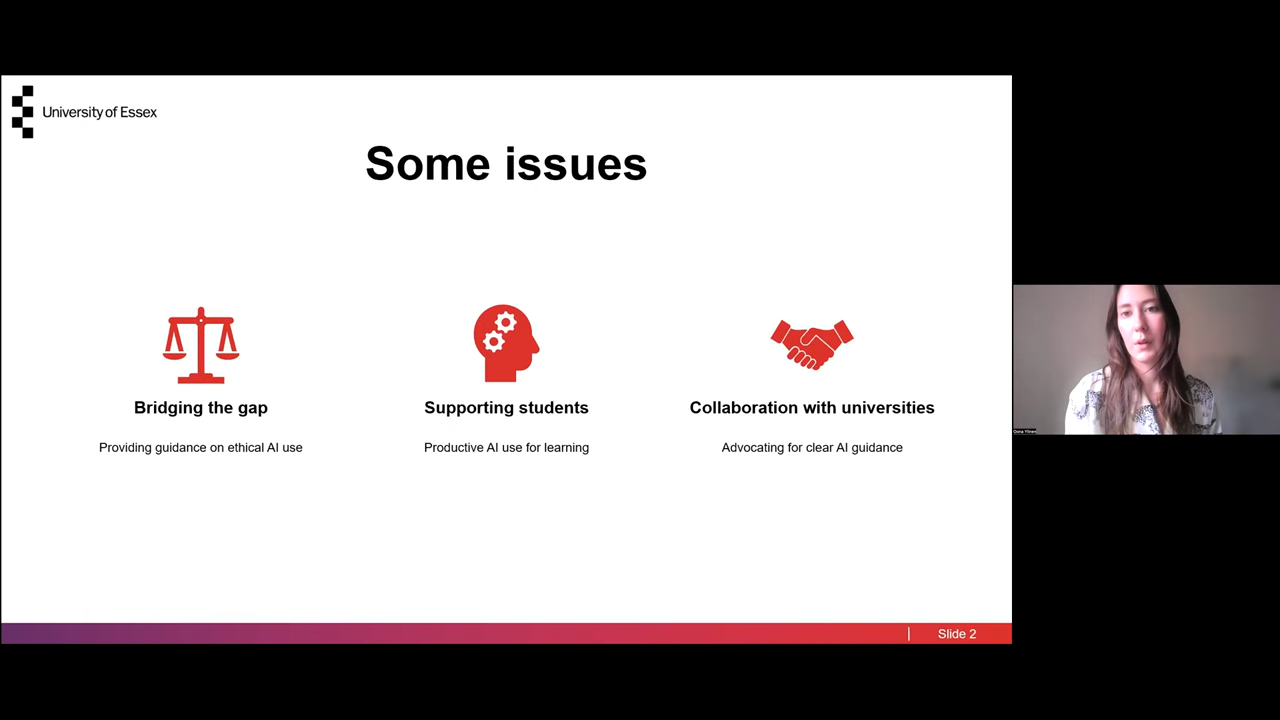 University of Essex
Some issues
Bridging the gap
Providing guidance on ethical AI use
Supporting students
Productive AI use for learning
Collaboration with universities
Advocating for clear AI guidance
Slide 2